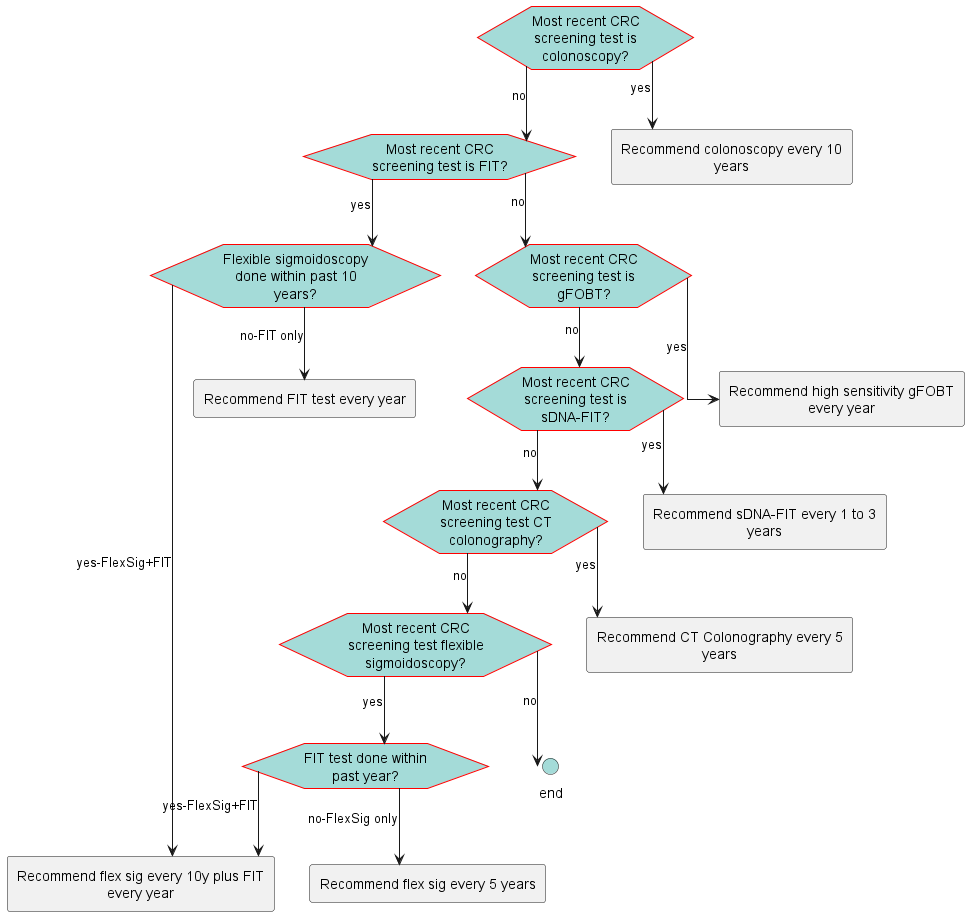 Most recent CRC
screening test is
colonoscopy?
no
yes
Most recent CRC
screening test is FIT?
Recommend colonoscopy every 10
years
yes
no
Flexible sigmoidoscopy
done within past 10
years?
Most recent CRC
screening test is
gFOBT?
no-FIT only
no
yes
Recommend FIT test every year
Most recent CRC
screening test is
sDNA-FIT?
Recommend high sensitivity gFOBT
every year
no
yes
Most recent CRC
screening test CT
colonography?
Recommend sDNA-FIT every 1 to 3
years
yes-FlexSig+FIT
no
yes
Most recent CRC
screening test flexible
sigmoidoscopy?
Recommend CT Colonography every 5
years
yes
no
FIT test done within
past year?
end
yes-FlexSig+FIT
no-FlexSig only
Recommend flex sig every 10y plus FIT
every year
Recommend flex sig every 5 years